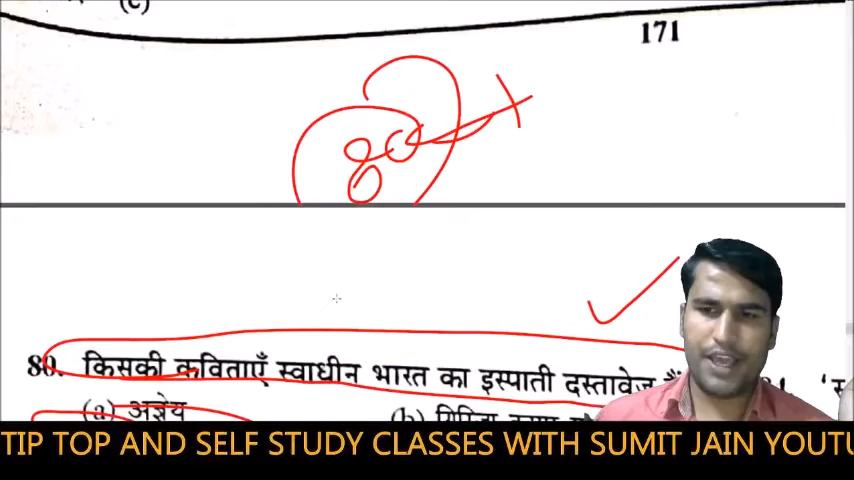 (c)
171
80+
80. किसकी कविताएँ स्वाधीन भारत का इस्पाती दस्तावेज़ हैं
(a) अज्ञेय
(b) गिरिजा कुमार
TIP TOP AND SELF STUDY CLASSES WITH SUMIT JAIN YOUTU